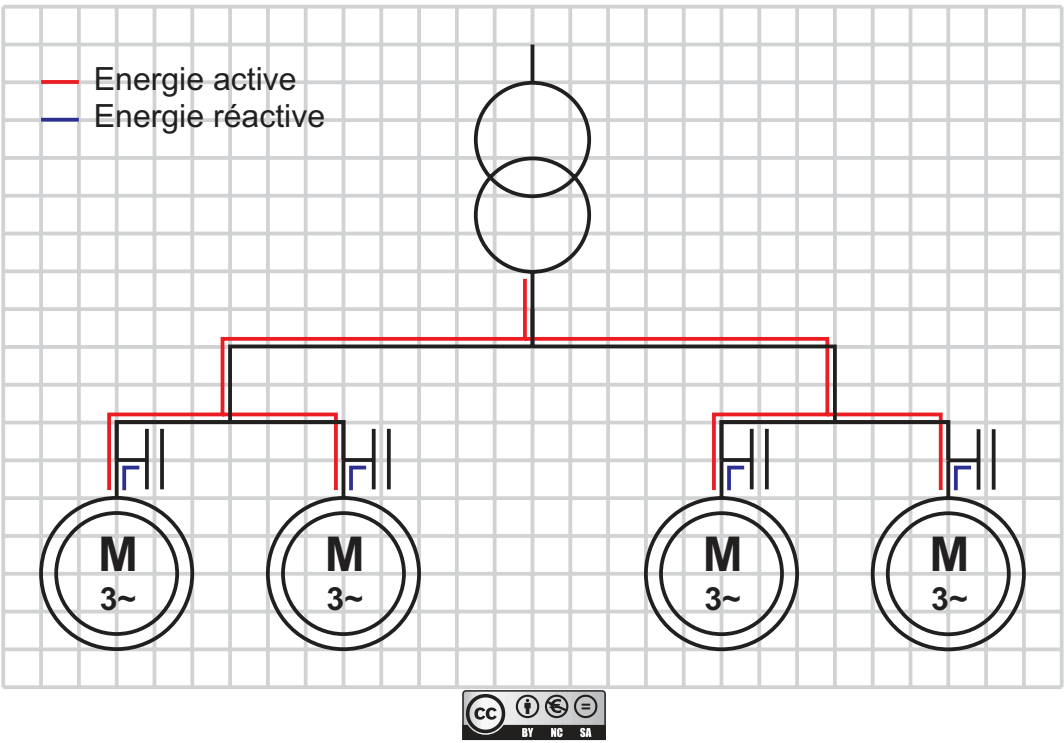 Energie active
Energie réactive
M
3~
M
3~
M
3~
M
3~
cc
BY NC SA